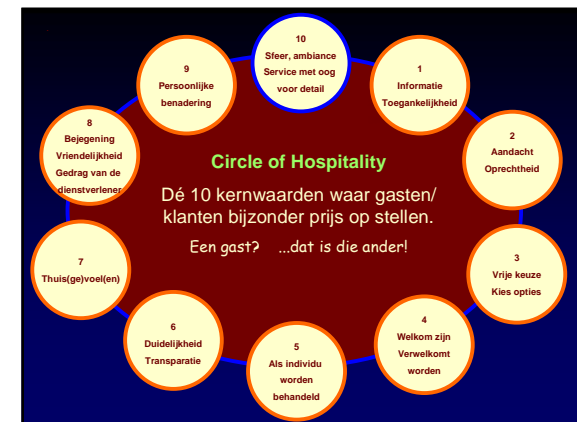 10
Sfeer, ambiance
Service met oog
voor detail
1
Informatie
Toegankelijkheid
2
Aandacht
Oprechtheid
3
Vrije keuze
Kies opties
4
Welkom zijn
Verwelkomt
worden
5
Als individu
worden
behandeld
6
Duidelijkheid
Transparatie
7
Thuis(ge)voel(en)
8
Bejegening
Vriendelijkheid
Gedrag van de
dienstverlener
9
Persoonlijke
benadering
Circle of Hospitality
Dé 10 kernwaarden waar gasten/
klanten bijzonder prijs op stellen.
Een gast? ...dat is die ander!